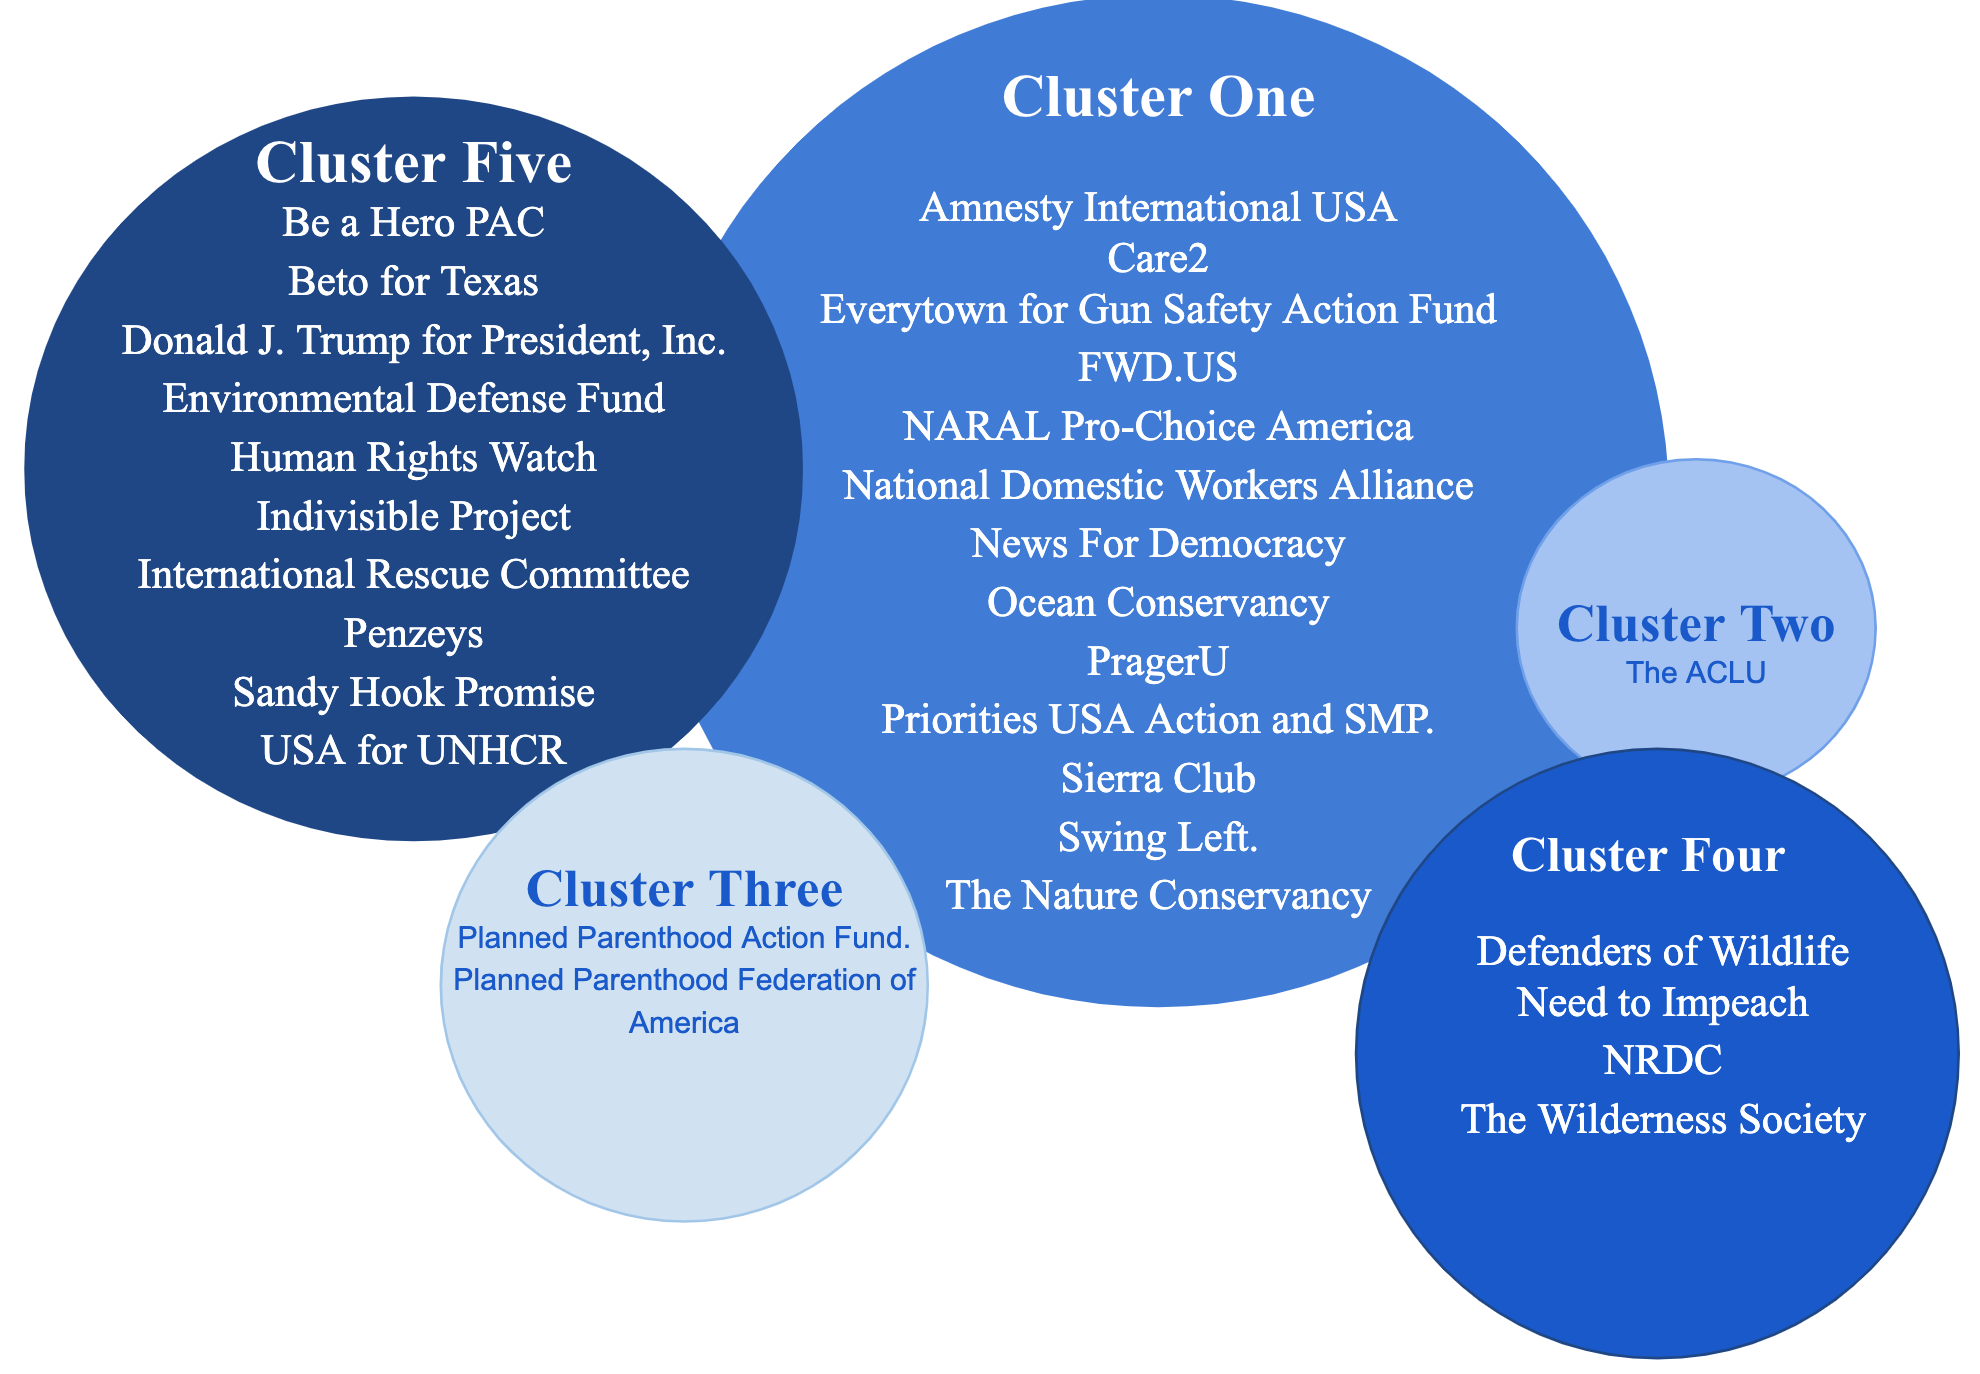 Cluster Five
Be a Hero PAC
Beto for Texas
Donald J. Trump for President, Inc.
Environmental Defense Fund
Human Rights Watch
Indivisible Project
International Rescue Committee
Penzeys
Sandy Hook Promise
USA for UNHCR
Cluster One
Amnesty International USA
Care2
Everytown for Gun Safety Action Fund
FWD.US
NARAL Pro-Choice America
National Domestic Workers Alliance
News For Democracy
Ocean Conservancy
PragerU
Priorities USA Action and SMP.
Sierra Club
Swing Left.
The Nature Conservancy
Cluster Two
The ACLU
Cluster Three
Planned Parenthood Action Fund.
Planned Parenthood Federation of
America
Cluster Four
Defenders of Wildlife
Need to Impeach
NRDC
The Wilderness Society